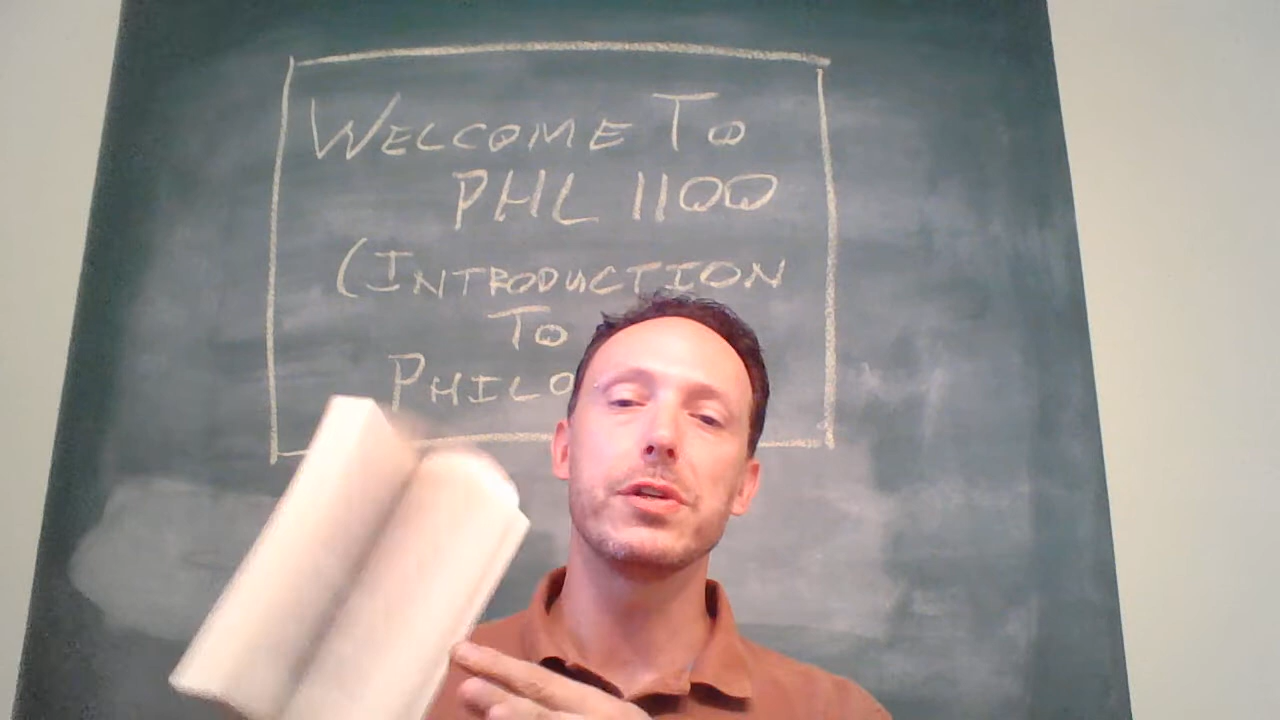 WELCOME TO
PHL 1100
(INTRODUCTION
TO
PHILO